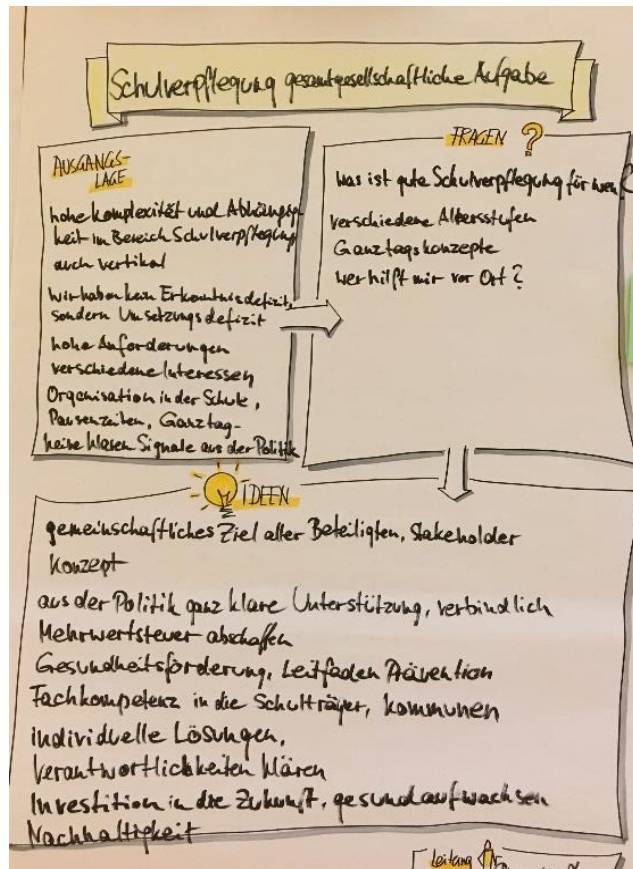 Schulverpflegung gesamtgesellschaftliche Aufgabe
AUSGANGS-
LAGE
hohe Komplexität und Abhängig-
keit im Bereich Schulverpflegung
auch vertikal
Wir haben kein Erkenntnisdefizit,
sondern Umsetzungsdefizit
hohe Anforderungen
verschiedene Interessen
Organisation in der Schule,
Pausenzeiten, Ganztag-
keine klaren Signale aus der Politik
FRAGEN ?
Was ist gute Schulverpflegung für wen?
verschiedene Altersstufen
Ganztagskonzepte
wer hilft mir vor Ort?
IDEEN
gemeinschaftliches Ziel aller Beteiligten, Stakeholder
Konzept
aus der Politik ganz klare Unterstützung, verbindlich
Mehrwertsteuer abschaffen
Gesundheitsförderung, Leitfaden Prävention
Fachkompetenz in die Schulträger, Kommunen
individuelle Lösungen,
Verantwortlichkeiten klären
Investition in die Zukunft, gesund aufwachsen
Nachhaltigkeit
Leitung